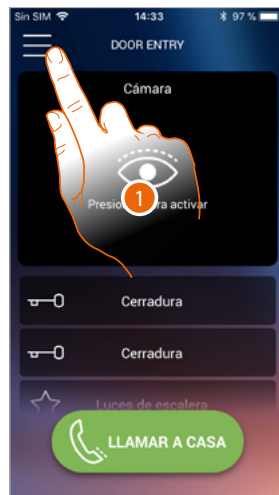 Sin SIM 14:33 97 %
DOOR ENTRY
Cámara
1
Presio ra activar
Cerradura
Cerradura
Luces de escalera
LLAMAR A CASA